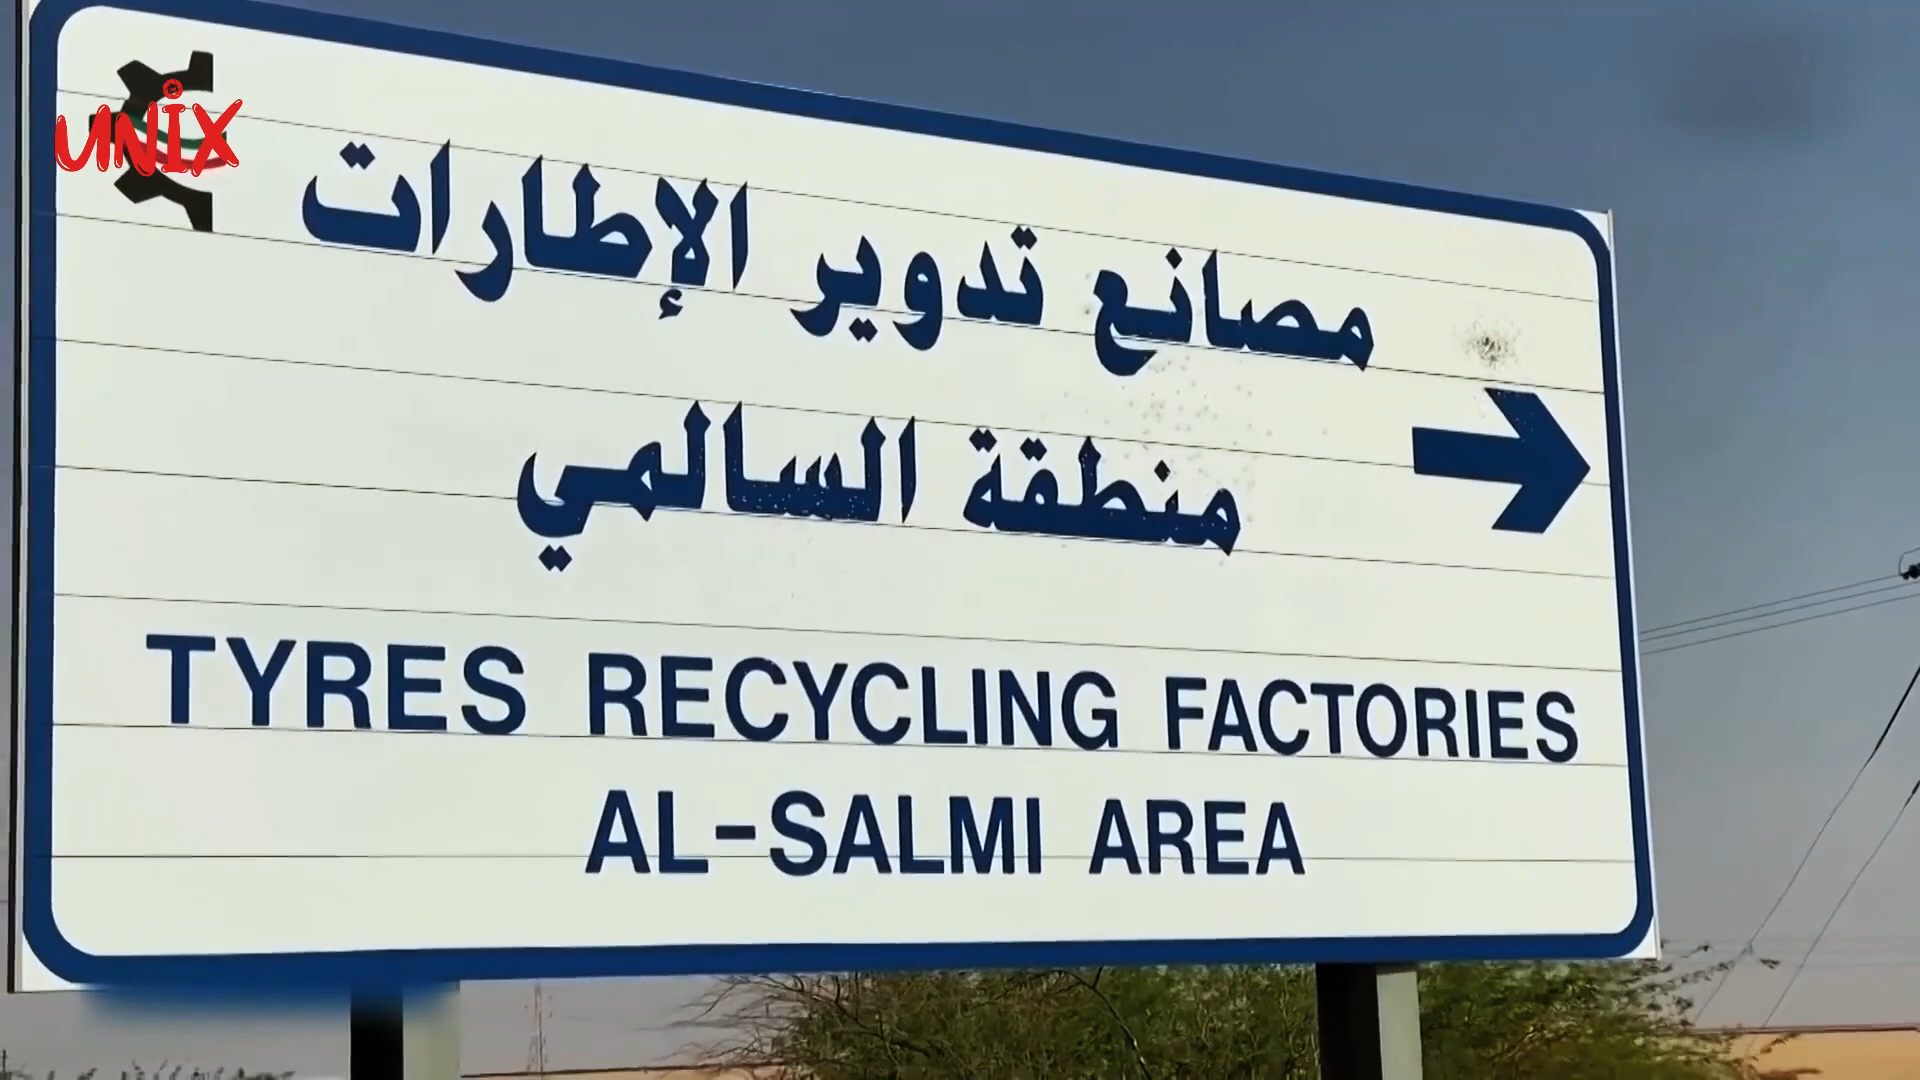 UNiX
مصانع تدوير الإطارات
منطقة السالمي
TYRES RECYCLING FACTORIES
AL-SALMI AREA